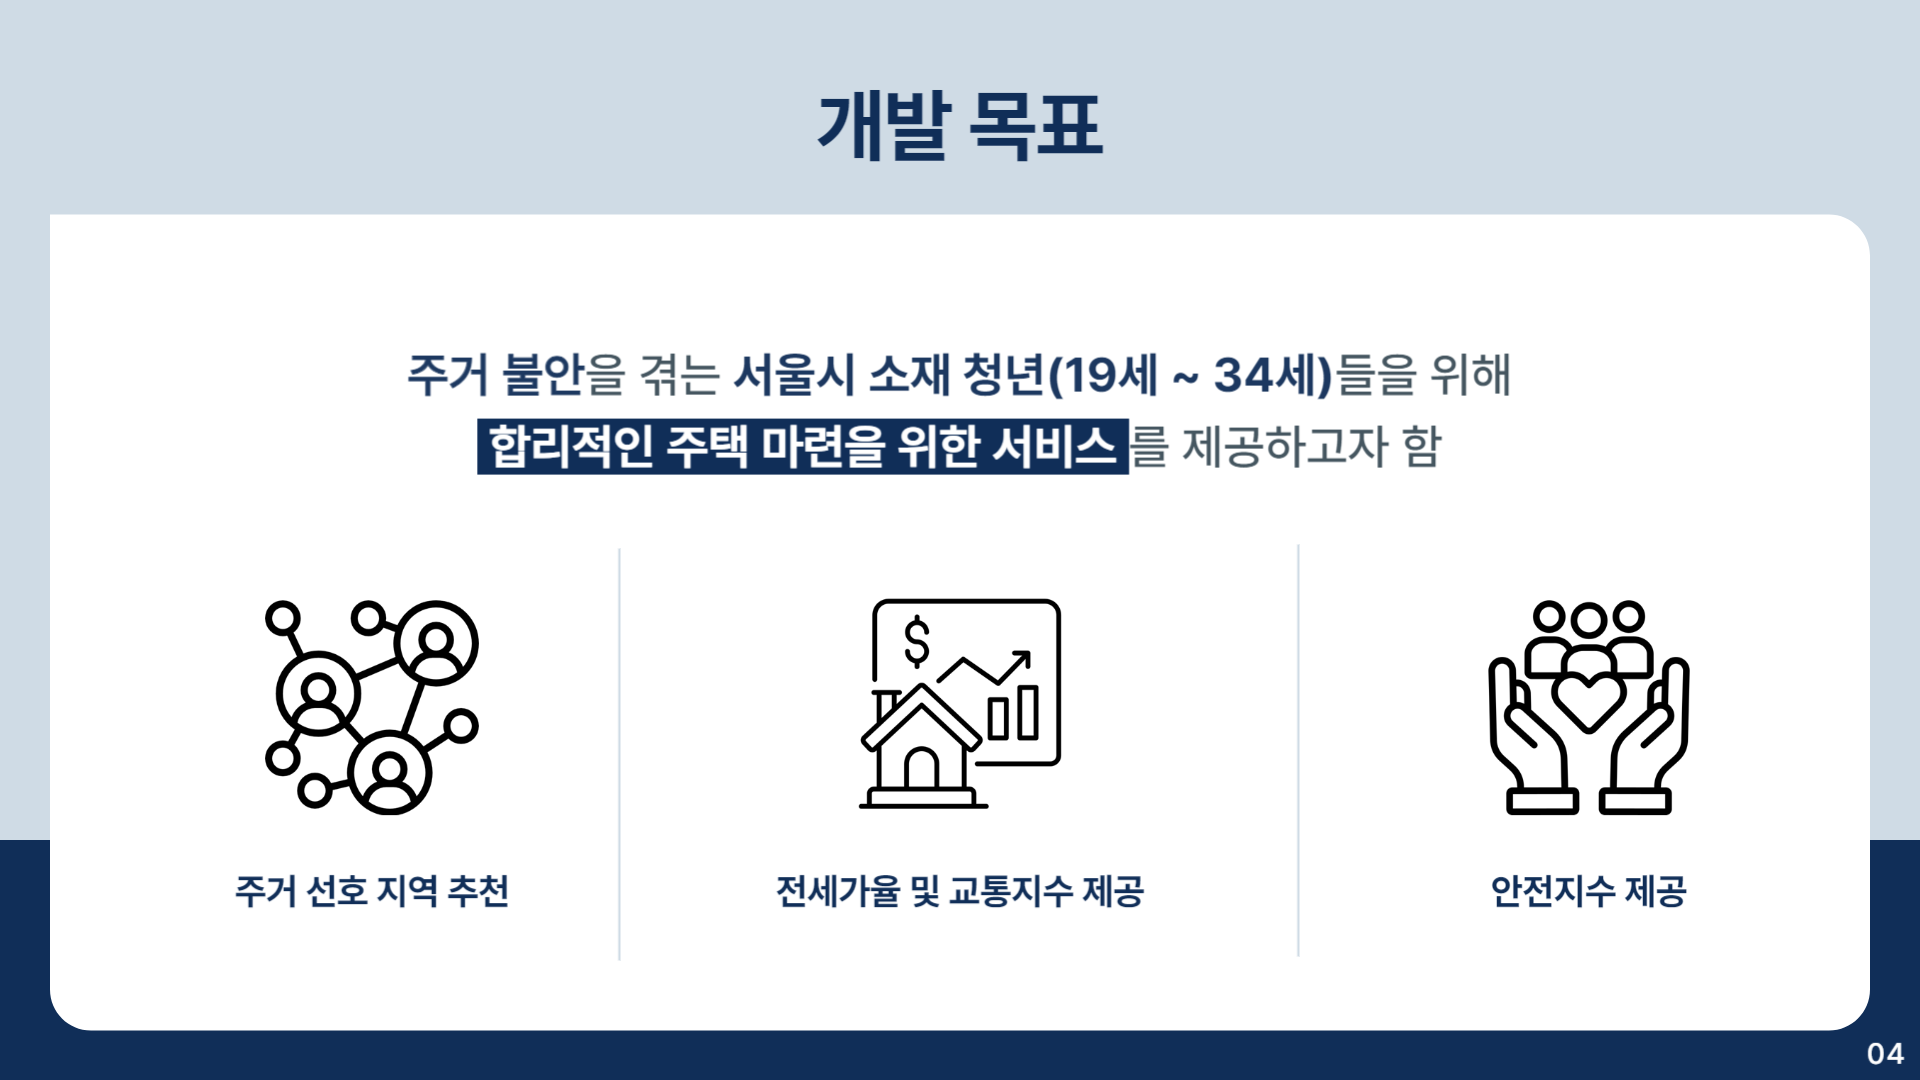 개발 목표
주거 불안을 겪는 서울시 소재 청년(19세 ~ 34세)들을 위해
합리적인 주택 마련을 위한 서비스 를 제공하고자 함
$
주거 선호 지역 추천
전세가율 및 교통지수 제공
안전지수 제공
04